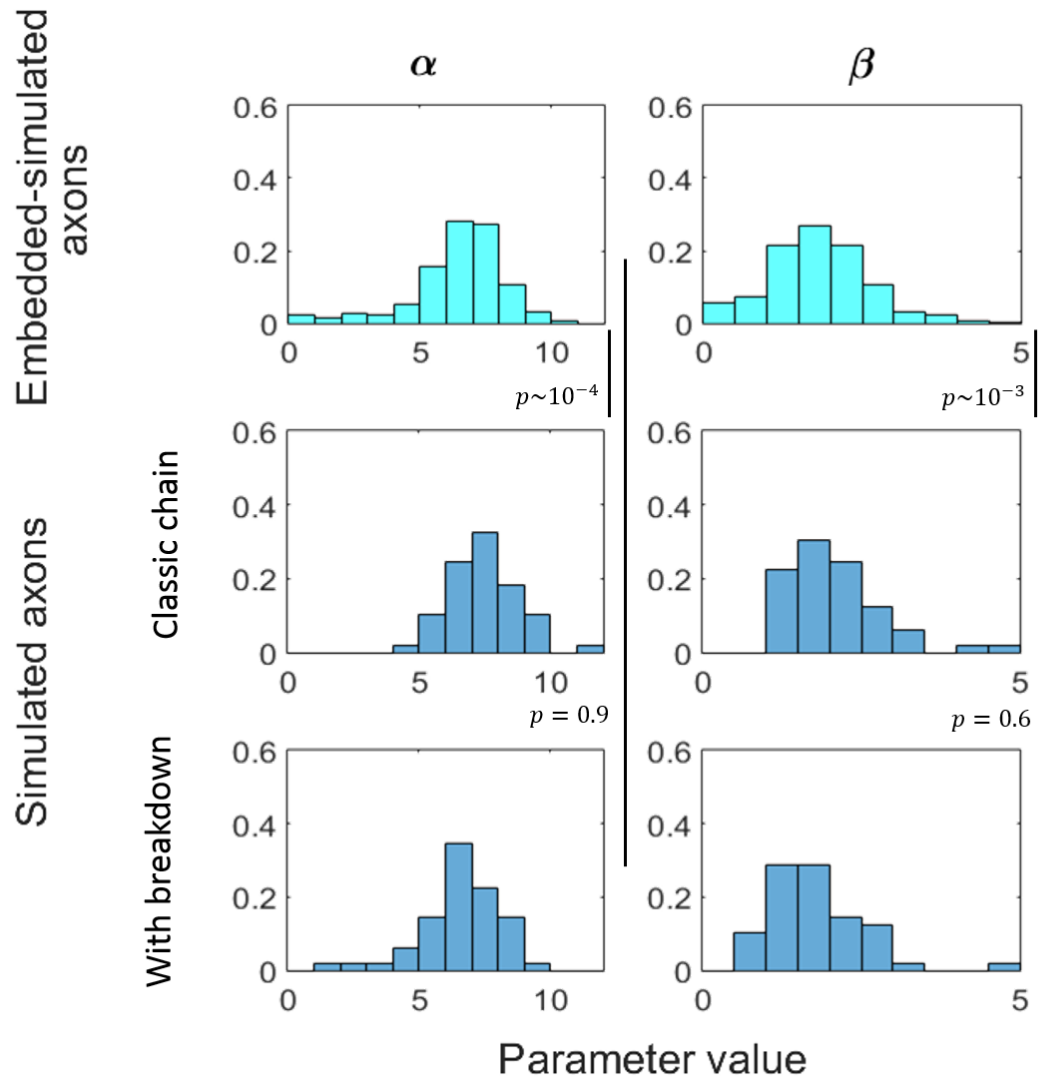 Embedded-simulated
axons
α
β
0.6
0.4
0.2
0
0 5 10
0.6
0.4
0.2
0
0 5
p~10⁻⁴
p~10⁻³
Simulated axons
Classic chain
0.6
0.4
0.2
0
0 5 10
0.6
0.4
0.2
0
0 5
p = 0.9
p = 0.6
With breakdown
0.6
0.4
0.2
0
0 5 10
0.6
0.4
0.2
0
0 5
Parameter value